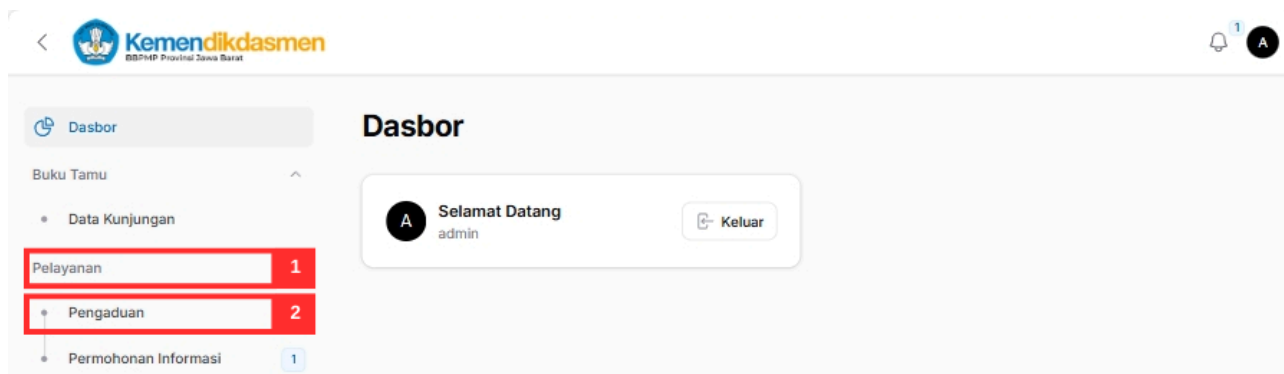 Kemendikdasmen
BBPMP Provinsi Jawa Barat
1
A
Dasbor
Buku Tamu
Data Kunjungan
Pelayanan 1
Pengaduan 2
Permohonan Informasi 1
Dasbor
A
Selamat Datang
admin
Keluar